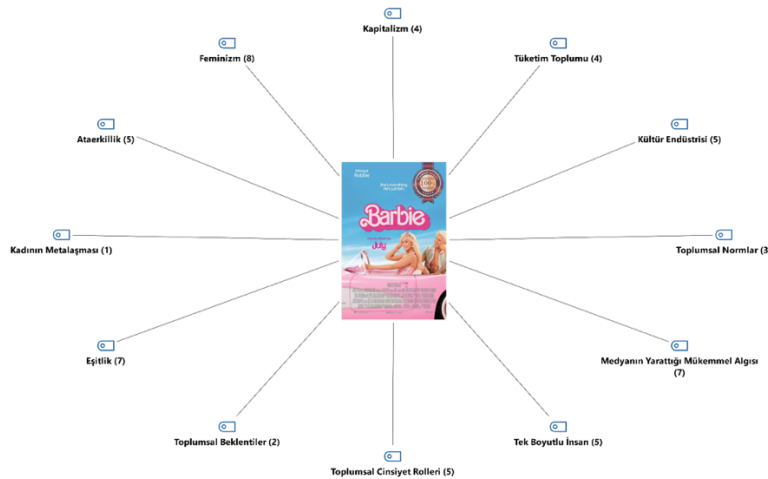 Kapitalizm (4)
Feminizm (8)
Tüketim Toplumu (4)
Ataerkillik (5)
Kültür Endüstrisi (5)
Barbie
July
Kadının Metalaşması (1)
Toplumsal Normlar (3
Eşitlik (7)
Medyanın Yarattığı Mükemmel Algısı
(7)
Toplumsal Beklentiler (2)
Tek Boyutlu İnsan (5)
Toplumsal Cinsiyet Rolleri (5)